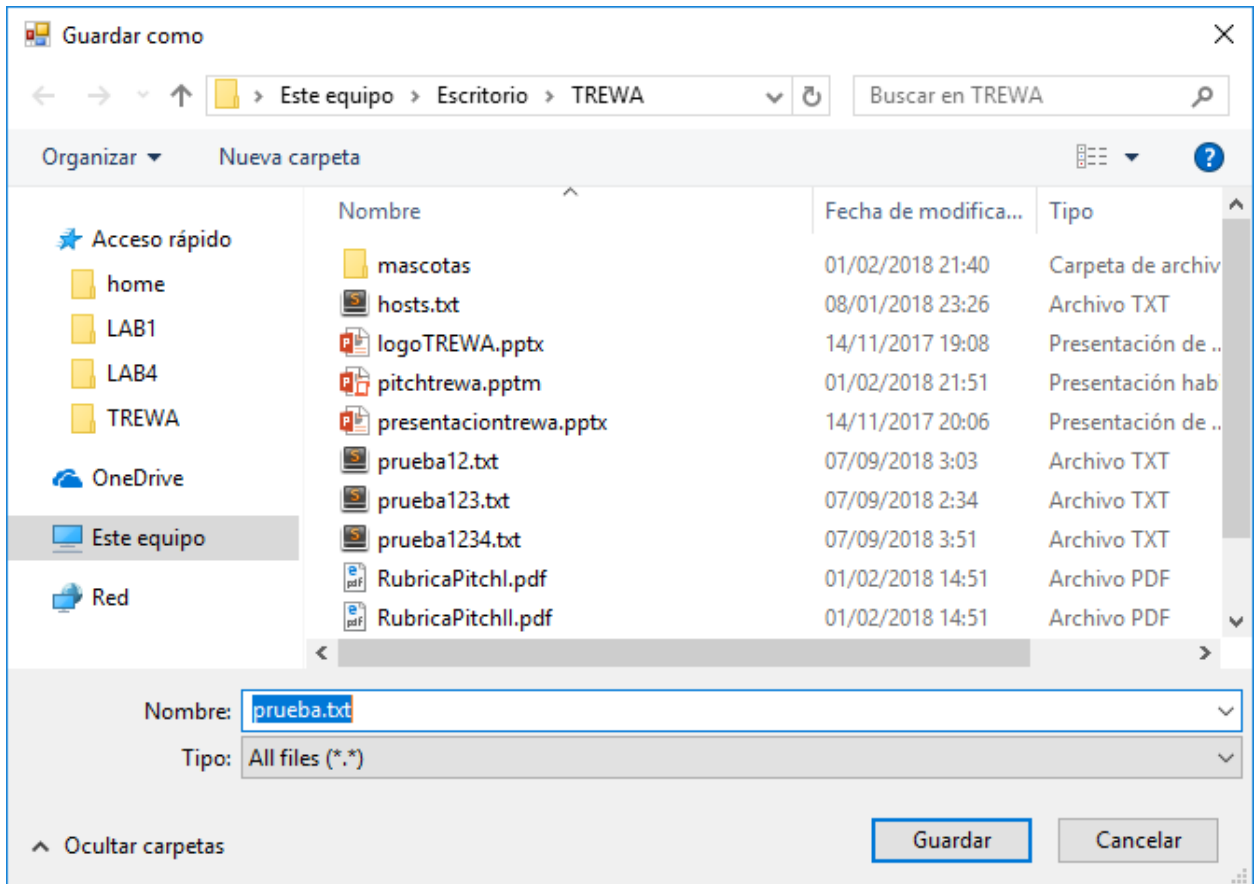 Guardar como
Este equipo > Escritorio > TREWA
Buscar en TREWA
Organizar
Nueva carpeta
Acceso rápido
home
LAB1
LAB4
TREWA
OneDrive
Este equipo
Red
Nombre Fecha de modifica... Tipo
mascotas 01/02/2018 21:40 Carpeta de archiv
hosts.txt 08/01/2018 23:26 Archivo TXT
logoTREWA.pptx 14/11/2017 19:08 Presentación de ..
pitchtrewa.pptm 01/02/2018 21:51 Presentación hab
presentaciontrewa.pptx 14/11/2017 20:06 Presentación de ..
prueba12.txt 07/09/2018 3:03 Archivo TXT
prueba123.txt 07/09/2018 2:34 Archivo TXT
prueba1234.txt 07/09/2018 3:51 Archivo TXT
RubricaPitchI.pdf 01/02/2018 14:51 Archivo PDF
RubricaPitchII.pdf 01/02/2018 14:51 Archivo PDF
Nombre: prueba.txt
Tipo: All files (*.*)
Ocultar carpetas
Guardar
Cancelar